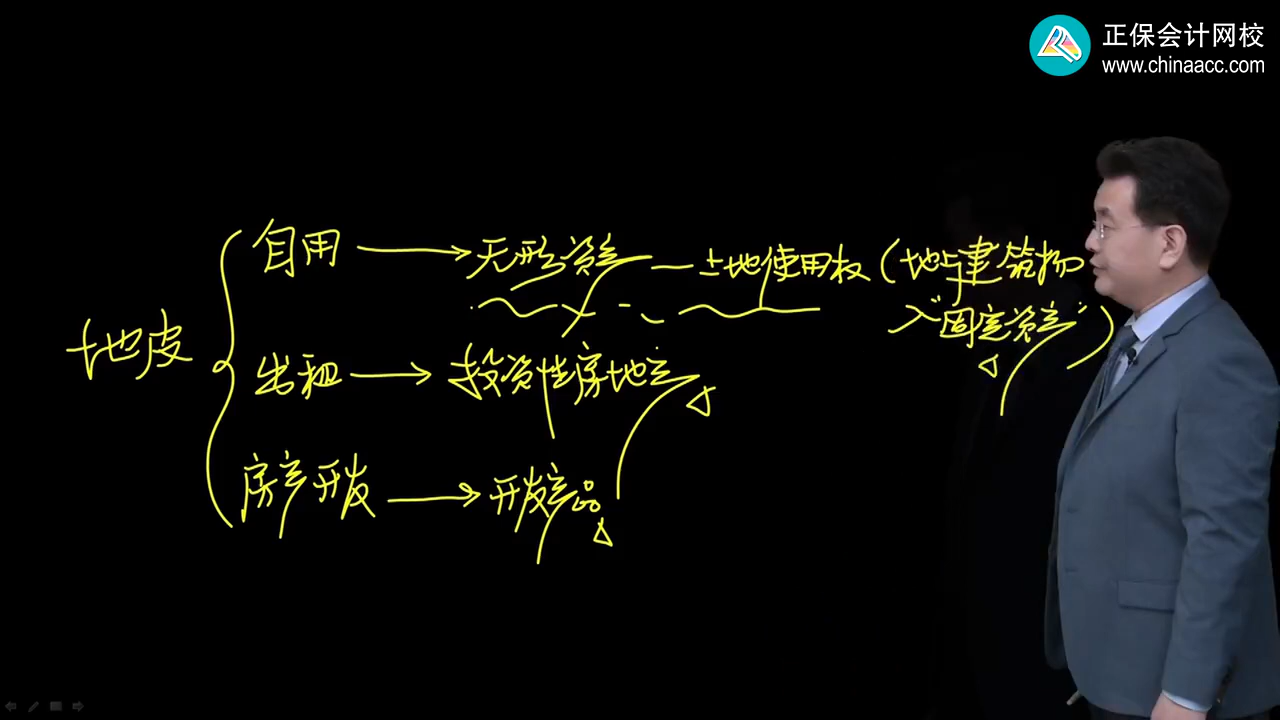 正保会计网校
www.chinaacc.com
地皮
自用 → 无形资产 — 土地使用权 (地上建筑物
入“固定资产”)
出租 → 投资性房地产
房产开发 → 开发产品